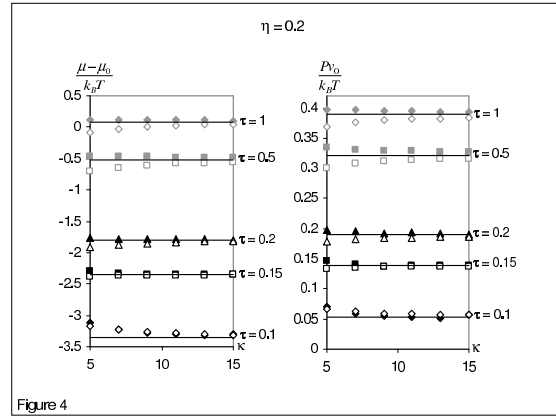 η = 0.2
μ − μ₀
k_BT
0.5
0
-0.5
-1
-1.5
-2
-2.5
-3
-3.5
5
10
15
κ
τ = 1
τ = 0.5
τ = 0.2
τ = 0.15
τ = 0.1
Pv₀
k_BT
0.4
0.35
0.3
0.25
0.2
0.15
0.1
0.05
0
5
10
15
κ
τ = 1
τ = 0.5
τ = 0.2
τ = 0.15
τ = 0.1
Figure 4